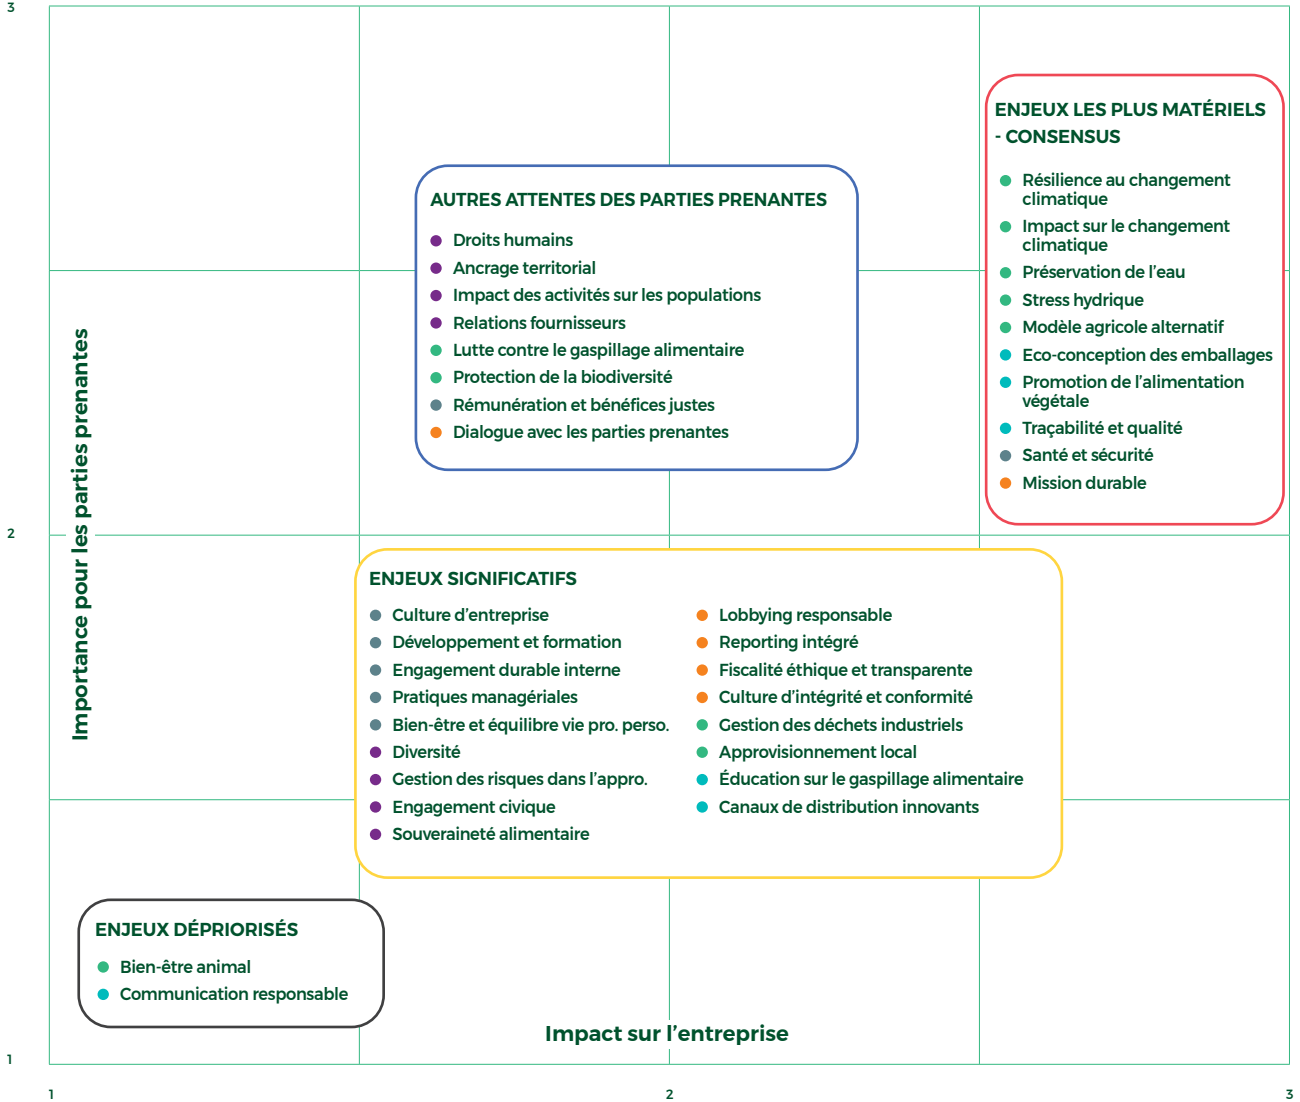 3
ENJEUX LES PLUS MATÉRIELS
- CONSENSUS
Résilience au changement
climatique
Impact sur le changement
climatique
Préservation de l'eau
Stress hydrique
Modèle agricole alternatif
Eco-conception des emballages
Promotion de l'alimentation
végétale
Traçabilité et qualité
Santé et sécurité
Mission durable
AUTRES ATTENTES DES PARTIES PRENANTES
Droits humains
Ancrage territorial
Impact des activités sur les populations
Relations fournisseurs
Lutte contre le gaspillage alimentaire
Protection de la biodiversité
Rémunération et bénéfices justes
Dialogue avec les parties prenantes
Importance pour les parties prenantes
2
ENJEUX SIGNIFICATIFS
Culture d'entreprise
Développement et formation
Engagement durable interne
Pratiques managériales
Bien-être et équilibre vie pro. perso.
Diversité
Gestion des risques dans l'appro.
Engagement civique
Souveraineté alimentaire
Lobbying responsable
Reporting intégré
Fiscalité éthique et transparente
Culture d'intégrité et conformité
Gestion des déchets industriels
Approvisionnement local
Éducation sur le gaspillage alimentaire
Canaux de distribution innovants
ENJEUX DÉPRIORISÉS
Bien-être animal
Communication responsable
Impact sur l'entreprise
1
1
2
3